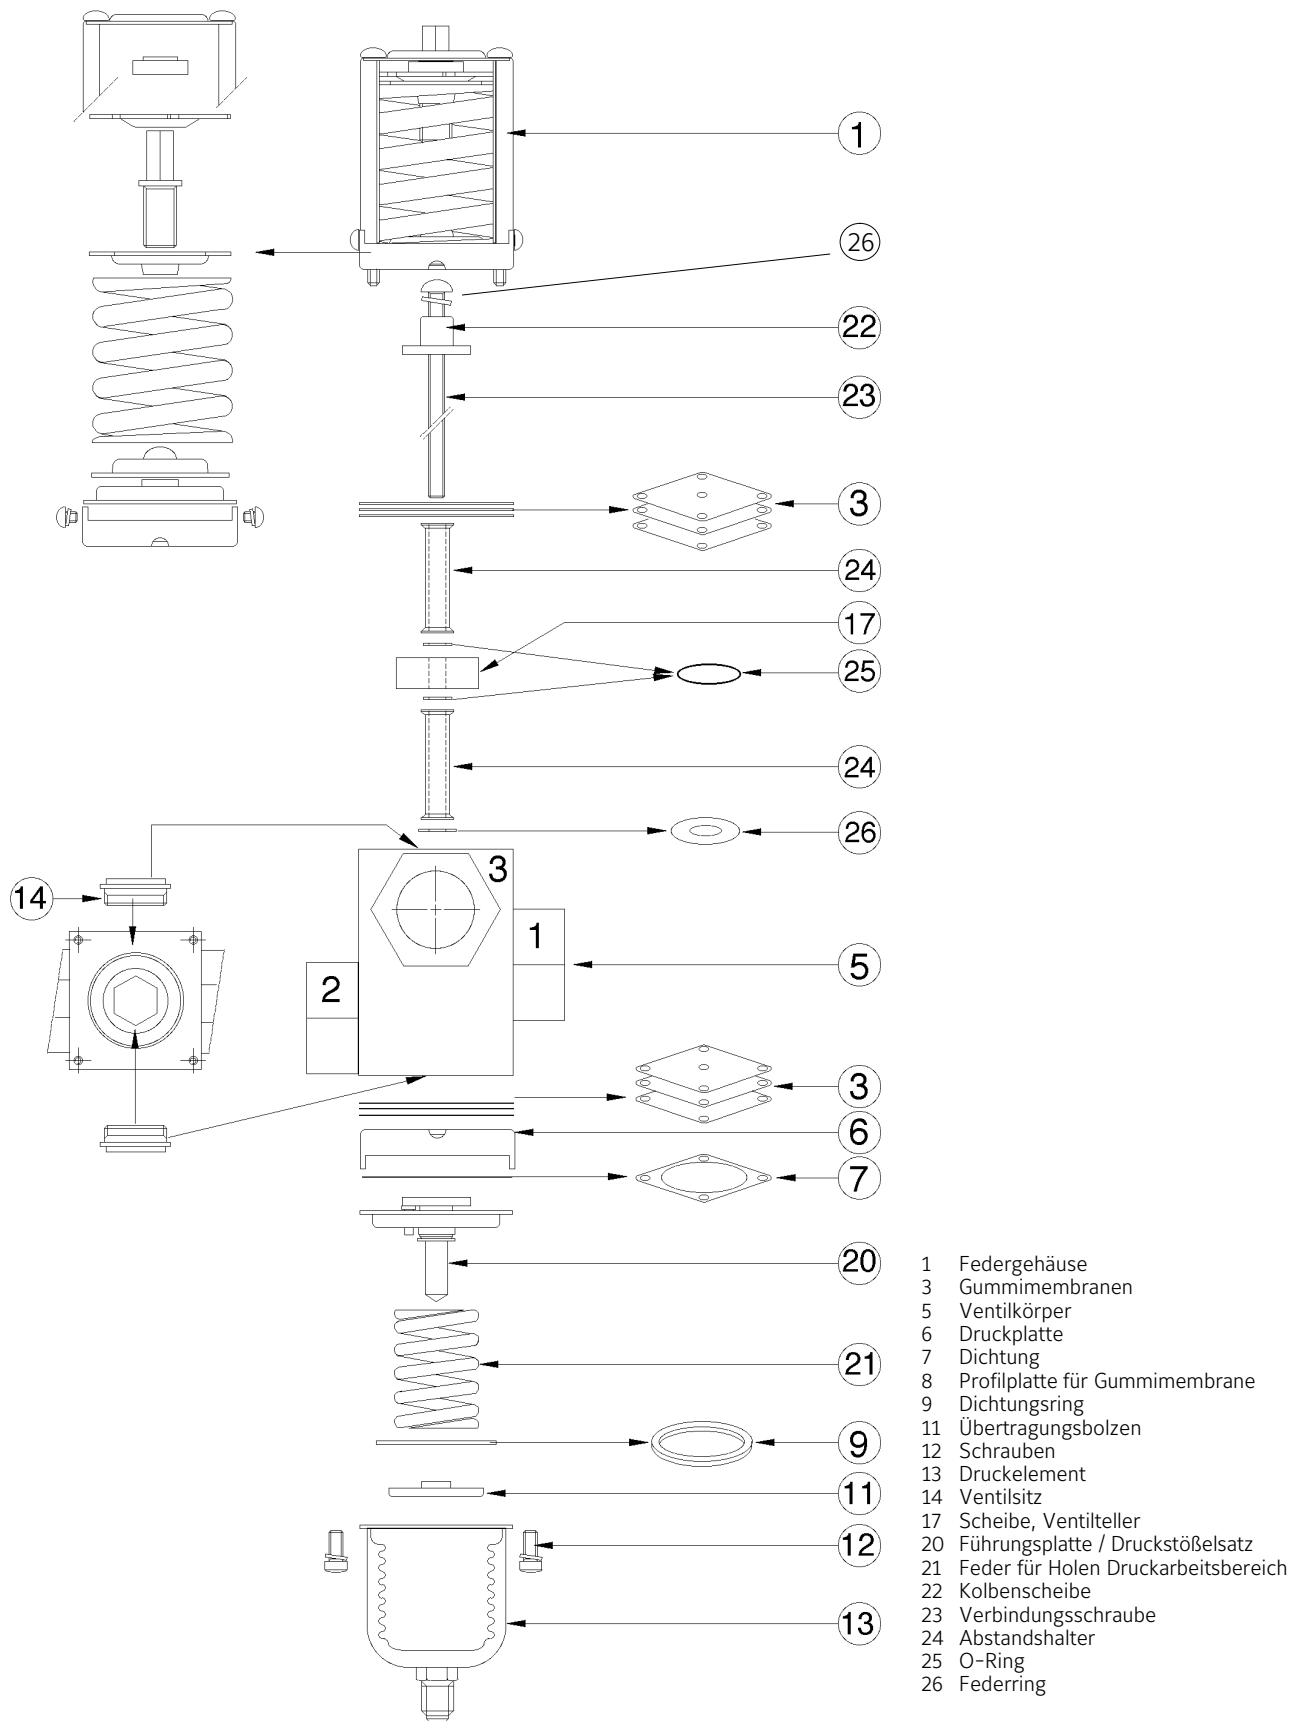 1
26
22
23
3
24
17
25
24
26
3
14
1
5
2
3
6
7
20
21
9
11
12
13
1 Federgehäuse
3 Gummimembranen
5 Ventilkörper
6 Druckplatte
7 Dichtung
8 Profilplatte für Gummimembrane
9 Dichtungsring
11 Übertragungsbolzen
12 Schrauben
13 Druckelement
14 Ventilsitz
17 Scheibe, Ventilteller
20 Führungsplatte / Druckstößelsatz
21 Feder für Holen Druckarbeitsbereich
22 Kolbenscheibe
23 Verbindungsschraube
24 Abstandshalter
25 O-Ring
26 Federring